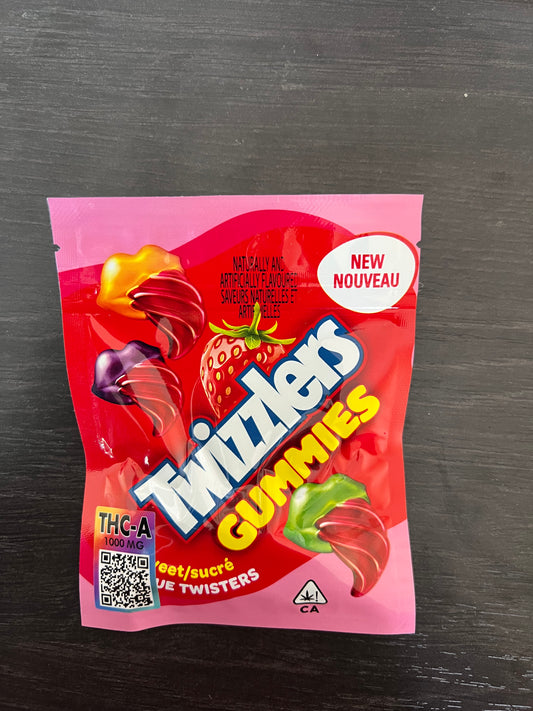 NATURALLY AND
ARTIFICIALLY FLAVOURED
SAVEURS NATURELLES ET
NEW
NOUVEAU
Twizzlers
GUMMIES
THC-A
1000 MG
eet/sucré
UE TWISTERS
CA